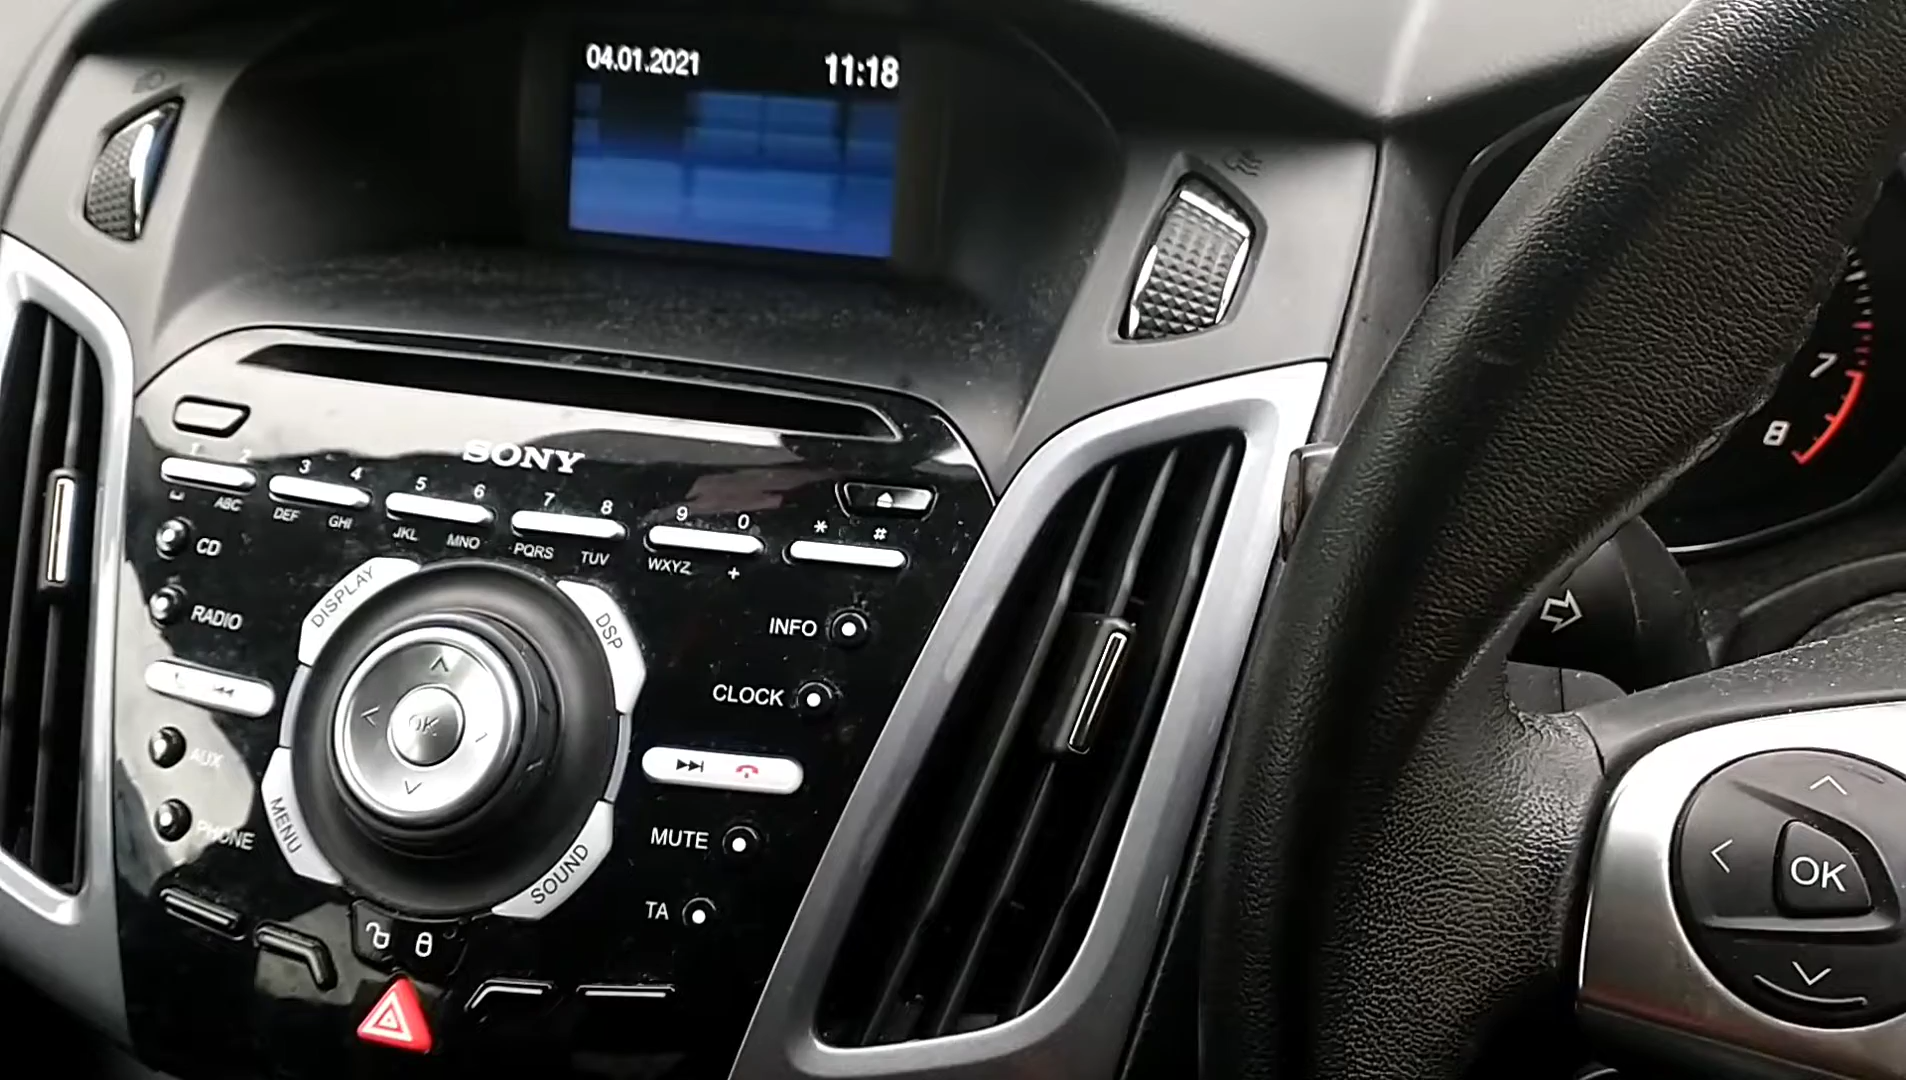 04.01.2021 11:18
SONY
1 2 3 4 5 6 7 8 9 0 * #
ABC DEF GHI JKL MNO PQRS TUV WXYZ +
CD
RADIO
AUX
PHONE
DISPLAY
DSP
OK
MENU
SOUND
INFO
CLOCK
MUTE
TA
7
8
OK